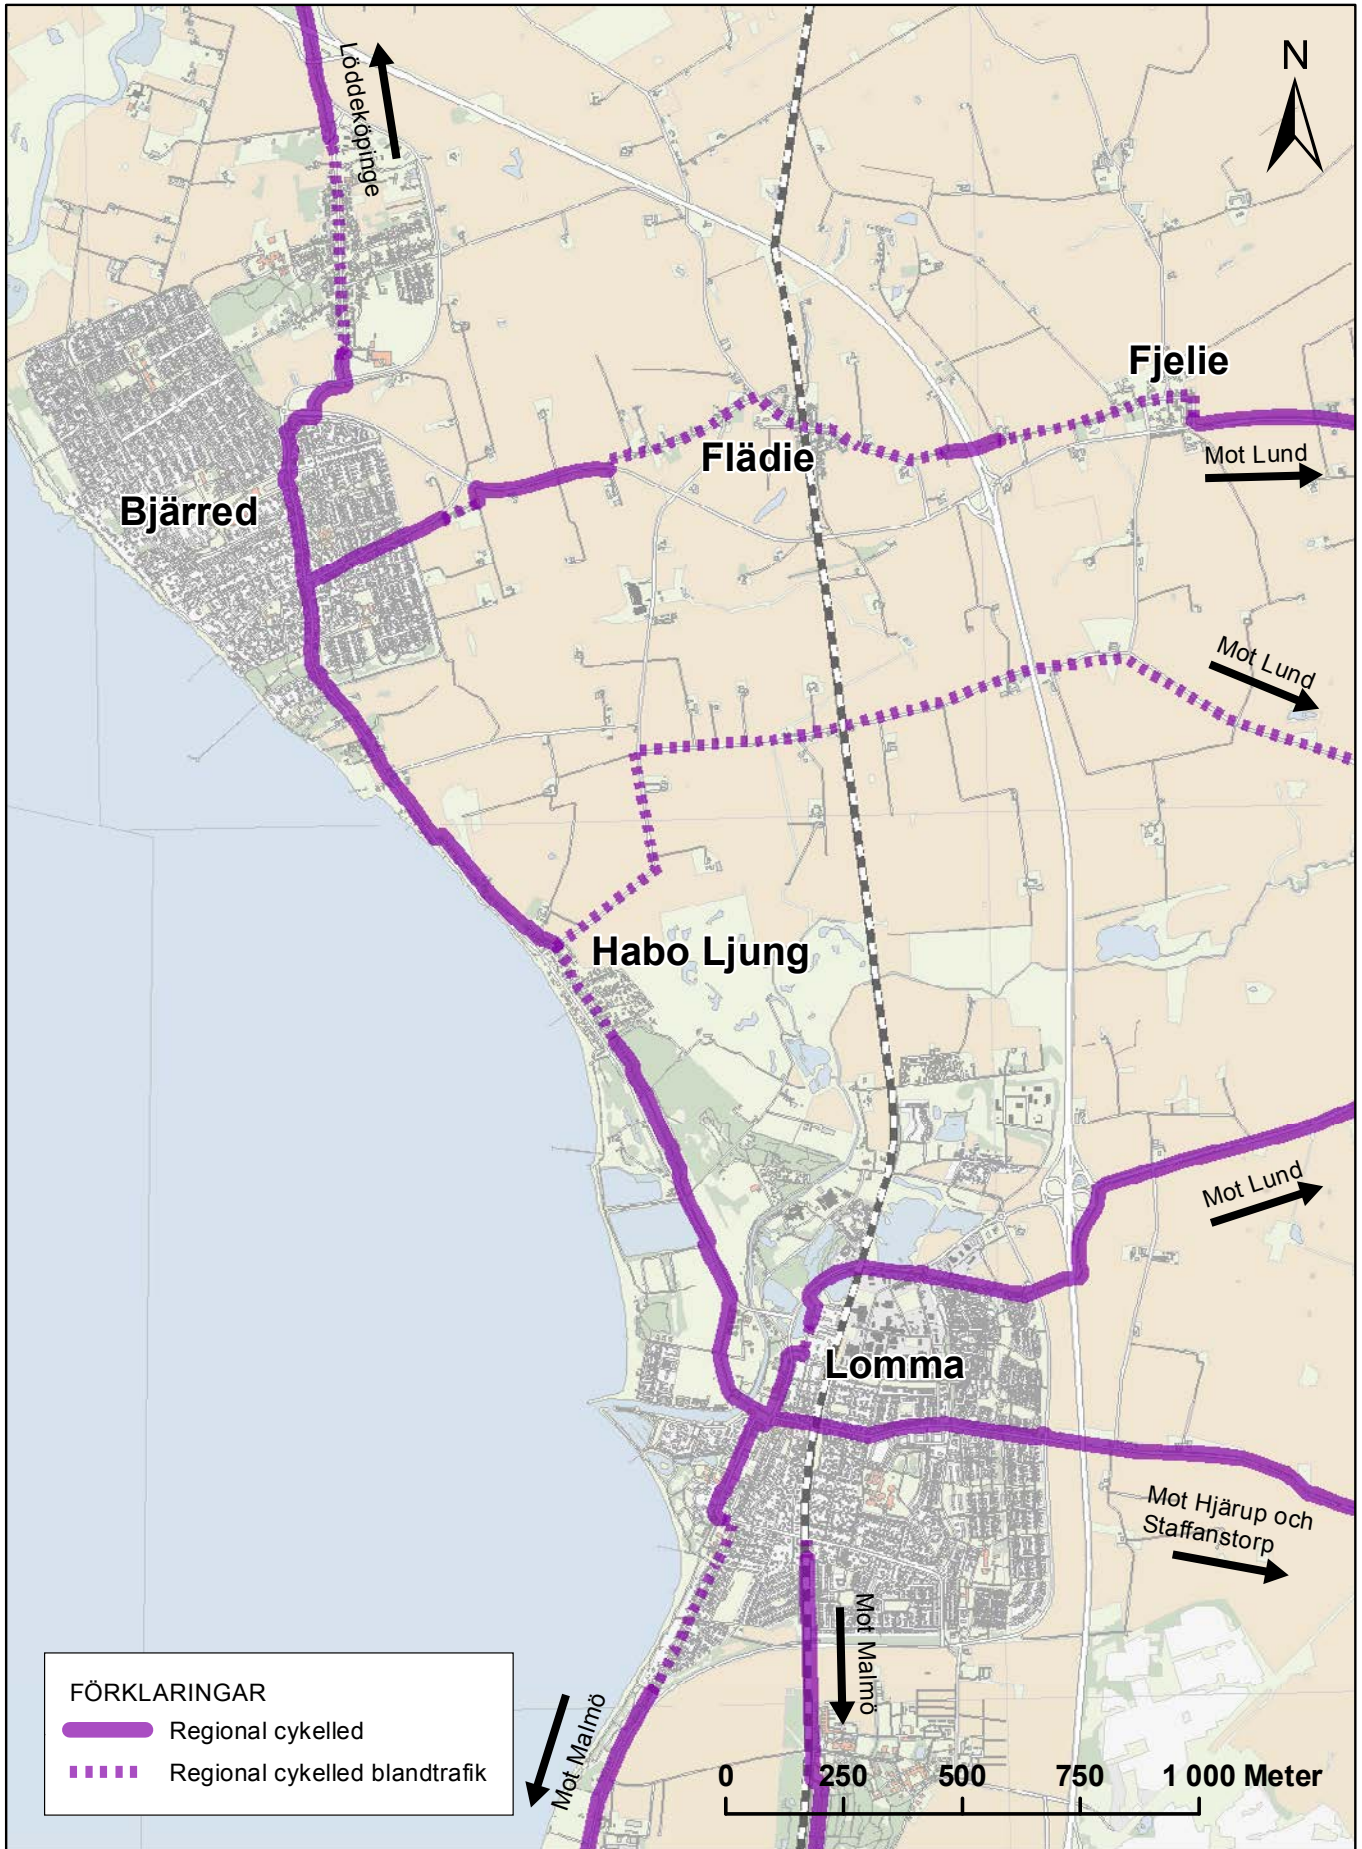 Löddeköpinge
N
Fjelie
Flädie
Mot Lund
Bjärred
Mot Lund
Habo Ljung
Mot Lund
Lomma
Mot Hjärup och
Staffanstorp
Mot Malmö
Mot Malmö
FÖRKLARINGAR
Regional cykelled
Regional cykelled blandtrafik
0 250 500 750 1 000 Meter